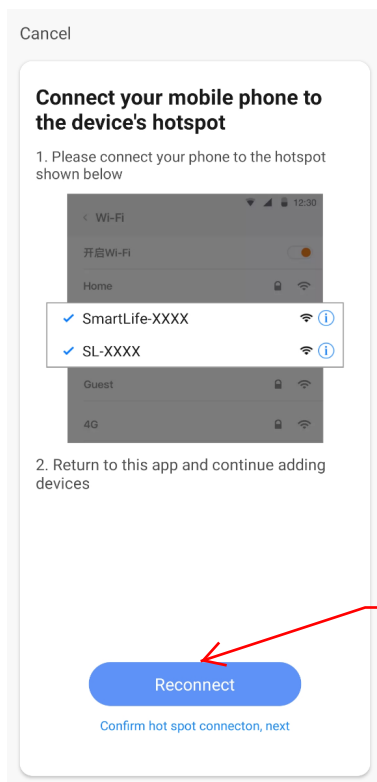 Cancel
Connect your mobile phone to
the device's hotspot
1. Please connect your phone to the hotspot
shown below
12:30
< Wi-Fi
开启Wi-Fi
Home
SmartLife-XXXX
SL-XXXX
Guest
4G
2. Return to this app and continue adding
devices
Reconnect
Confirm hot spot connecton, next